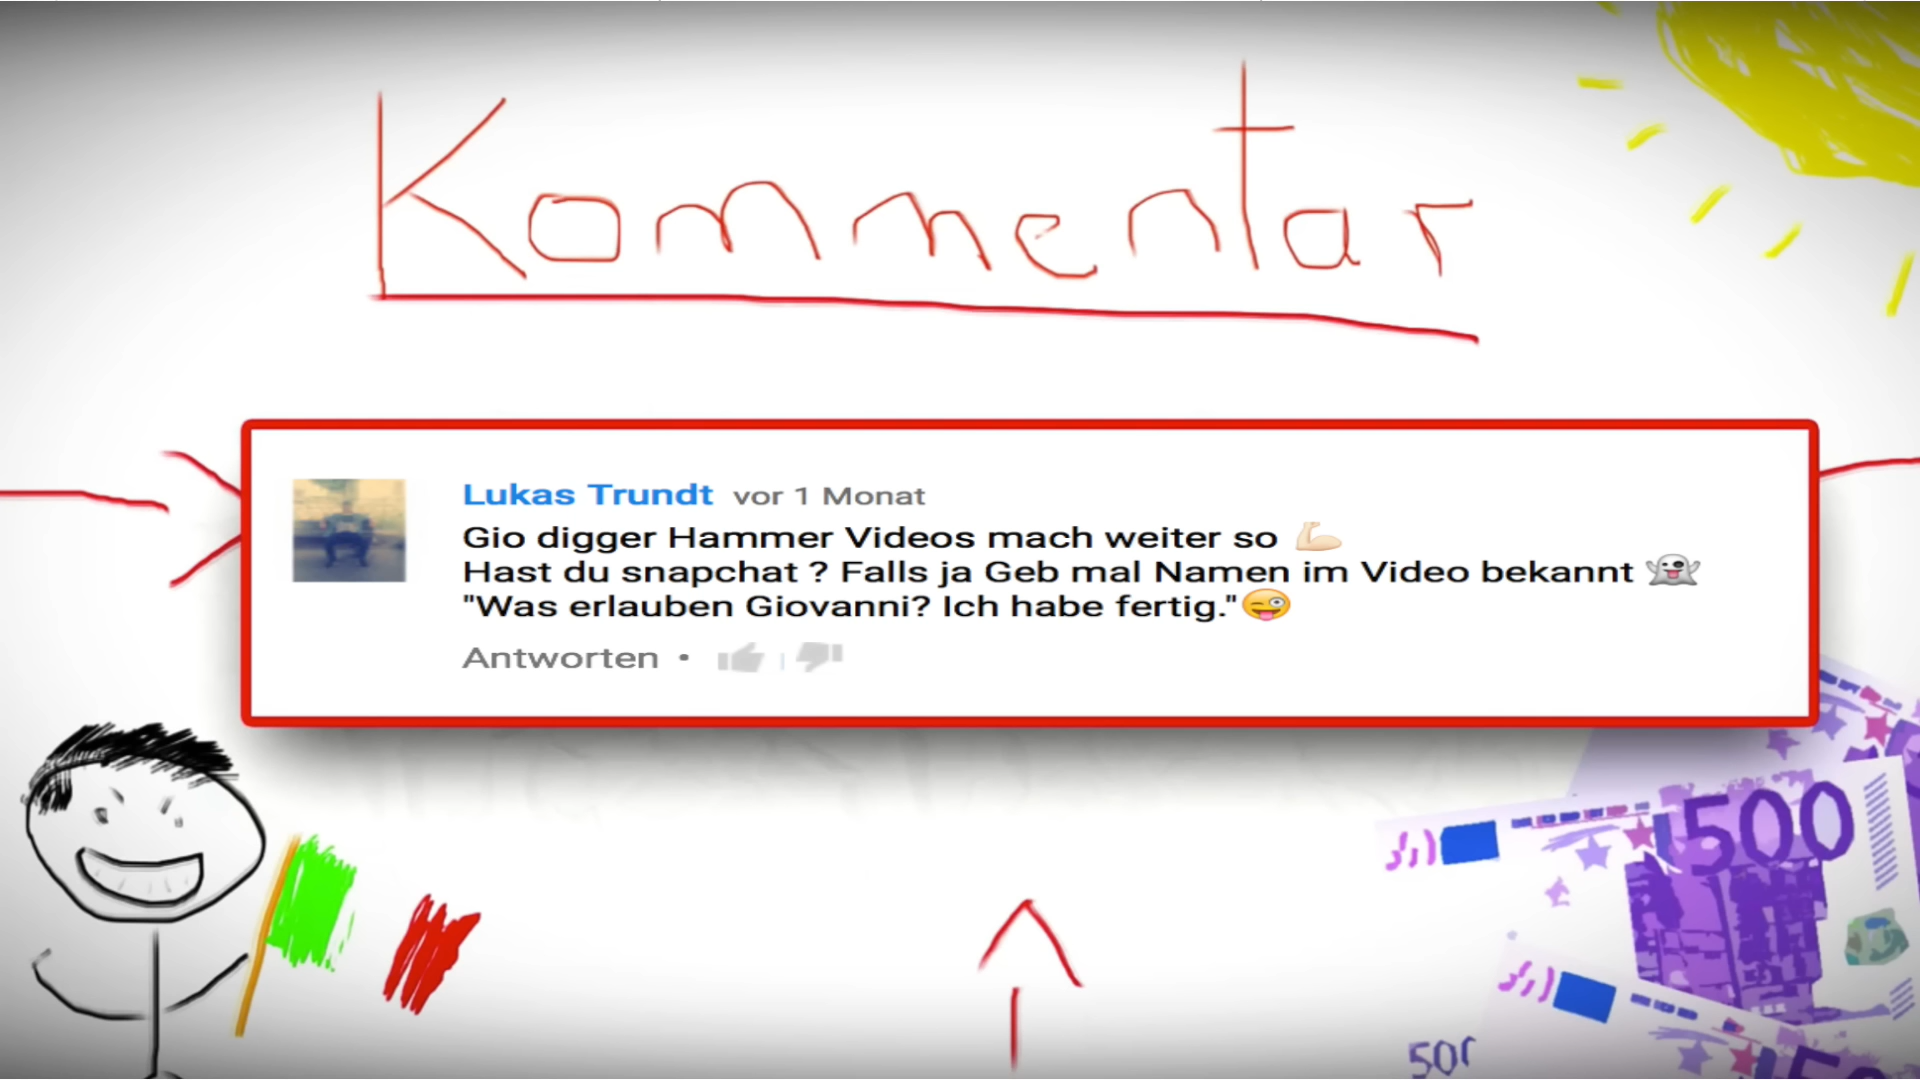 Kommentar
Lukas Trundt vor 1 Monat
Gio digger Hammer Videos mach weiter so 💪🏻
Hast du snapchat ? Falls ja Geb mal Namen im Video bekannt 👻
"Was erlauben Giovanni? Ich habe fertig."😜
Antworten •
500
500